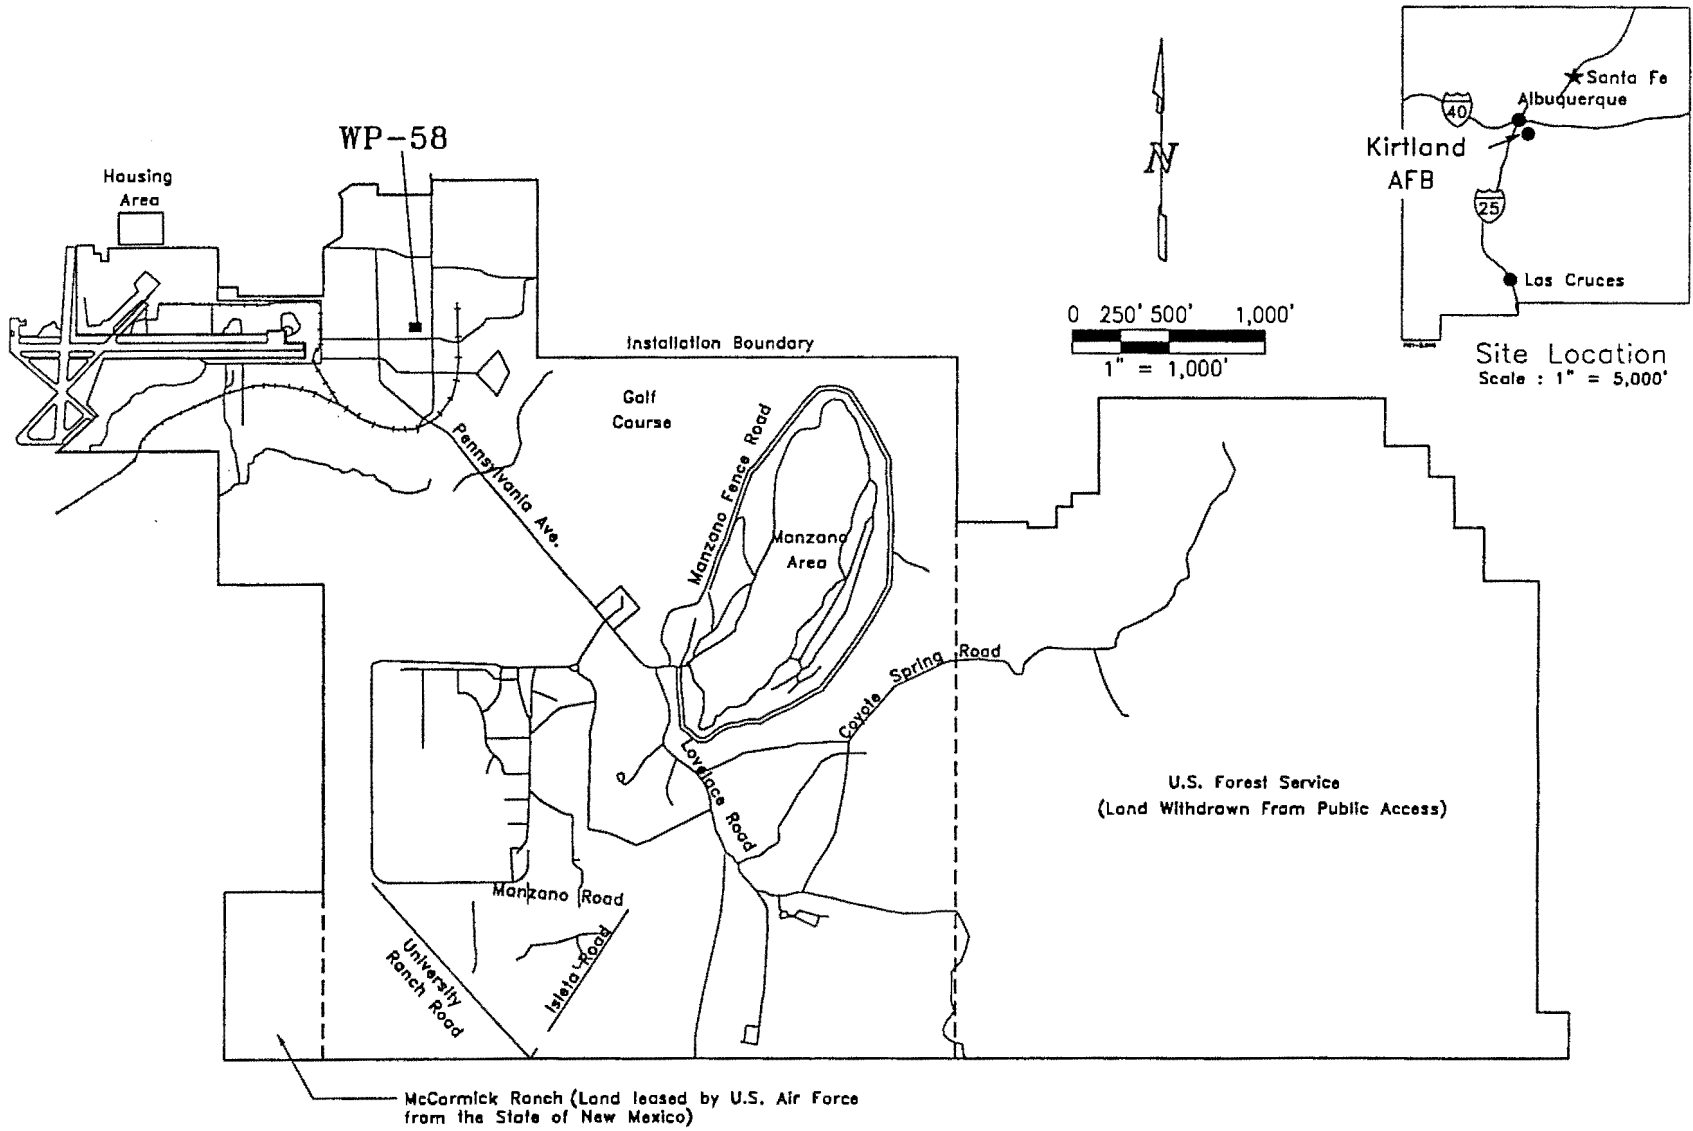 WP-58
Housing
Area
Installation Boundary
Golf
Course
Pennsylvania Ave.
Manzano Fence Road
Manzano
Area
Coyote Spring Road
Lovelace Road
Manzano Road
University
Ranch Road
Isleta Road
U.S. Forest Service
(Land Withdrawn From Public Access)
McCormick Ranch (Land leased by U.S. Air Force
from the State of New Mexico)
N
0 250' 500' 1,000'
1" = 1,000'
Santa Fe
Albuquerque
40
Kirtland
AFB
25
Las Cruces
Site Location
Scale : 1" = 5,000'